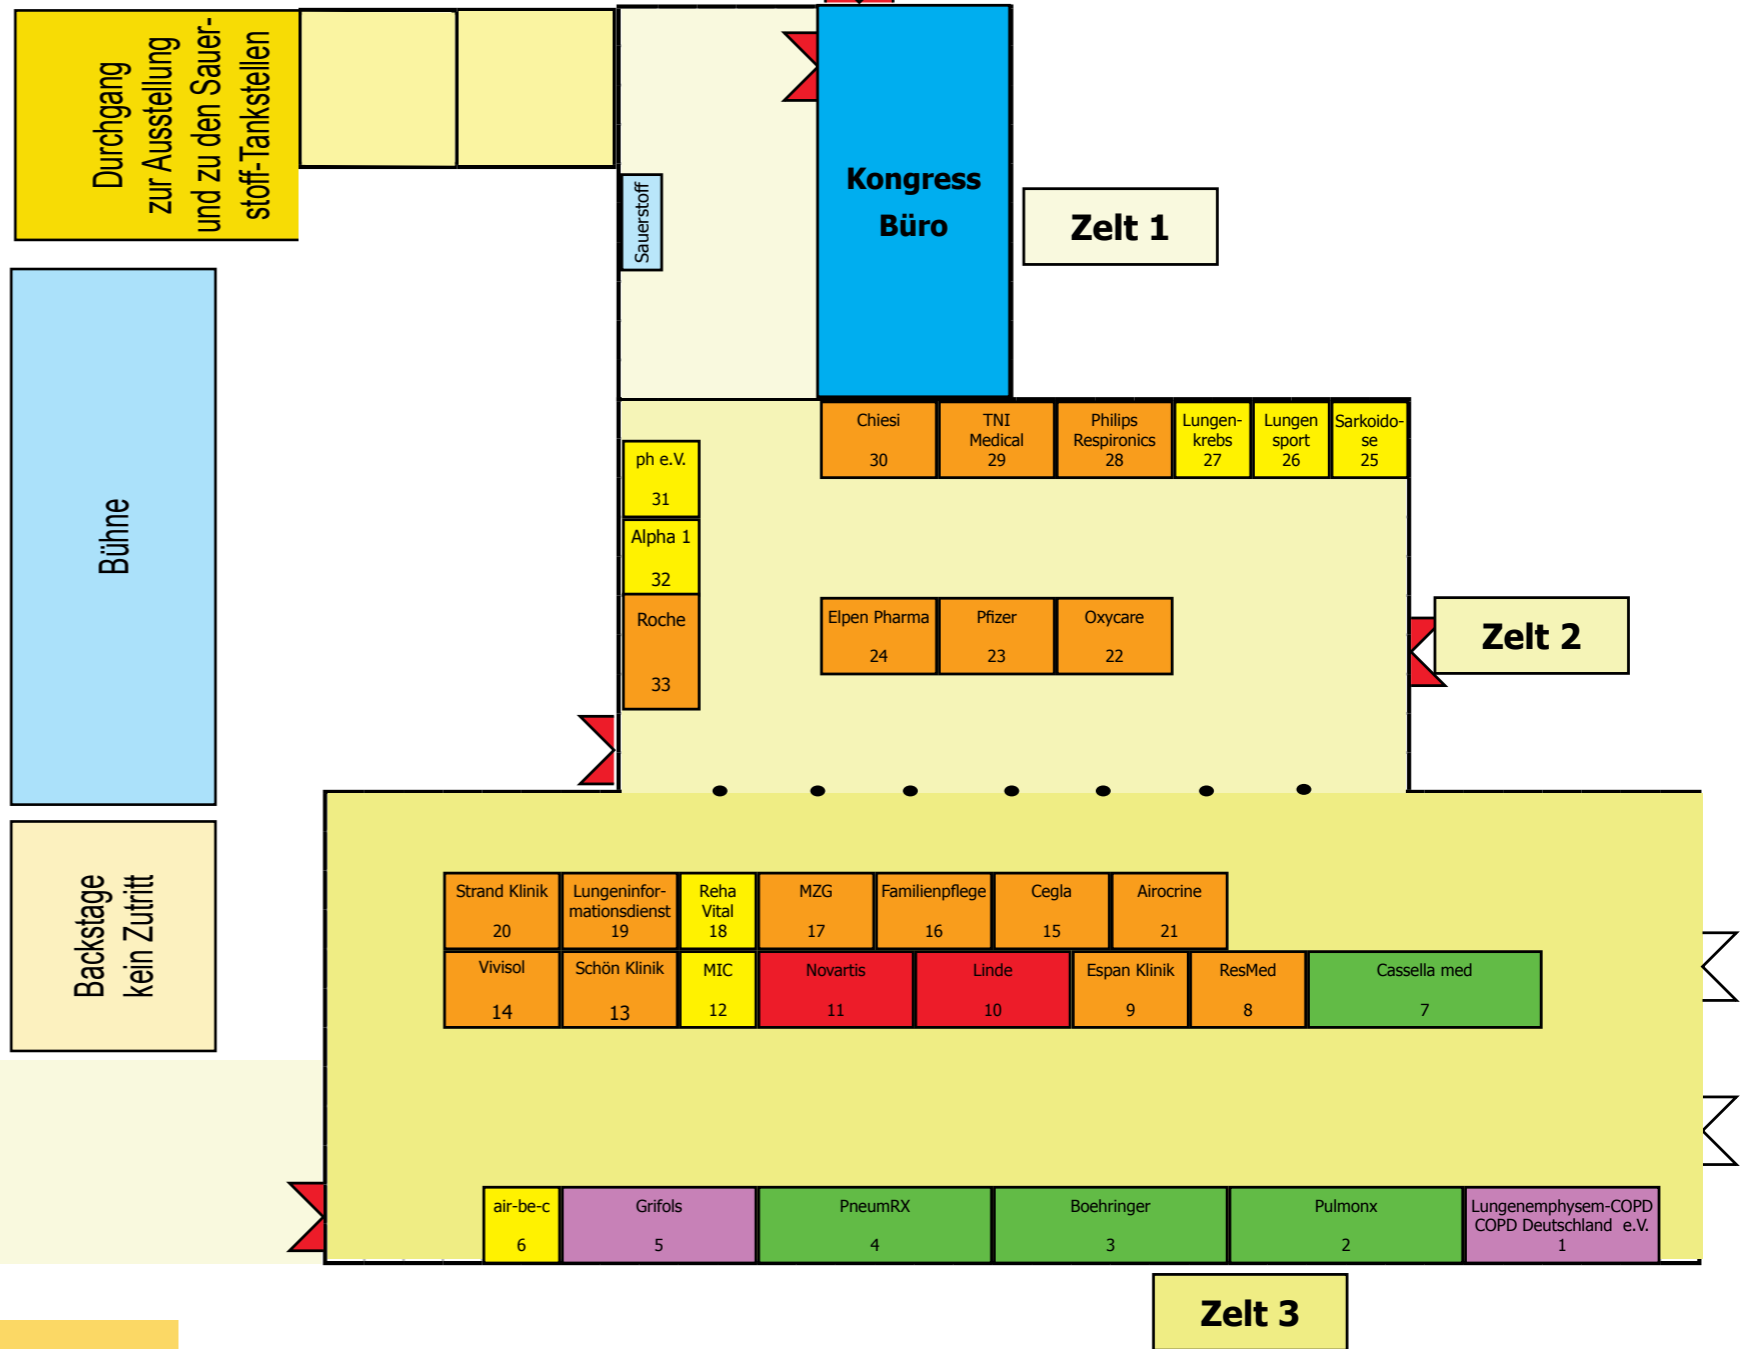 Durchgang
zur Ausstellung
und zu den Sauer-
stoff-Tankstellen
Bühne
Backstage
kein Zutritt
Sauerstoff
Kongress
Büro
Zelt 1
Chiesi
30
TNI
Medical
29
Philips
Respironics
28
Lungen-
krebs
27
Lungen
sport
26
Sarkoido-
se
25
ph e.V.
31
Alpha 1
32
Roche
33
Elpen Pharma
24
Pfizer
23
Oxycare
22
Zelt 2
Strand Klinik
20
Lungeninfor-
mationsdienst
19
Reha
Vital
18
MZG
17
Familienpflege
16
Cegla
15
Airocrine
21
Vivisol
14
Schön Klinik
13
MIC
12
Novartis
11
Linde
10
Espan Klinik
9
ResMed
8
Cassella med
7
air-be-c
6
Grifols
5
PneumRX
4
Boehringer
3
Pulmonx
2
Lungenemphysem-COPD
COPD Deutschland e.V.
1
Zelt 3